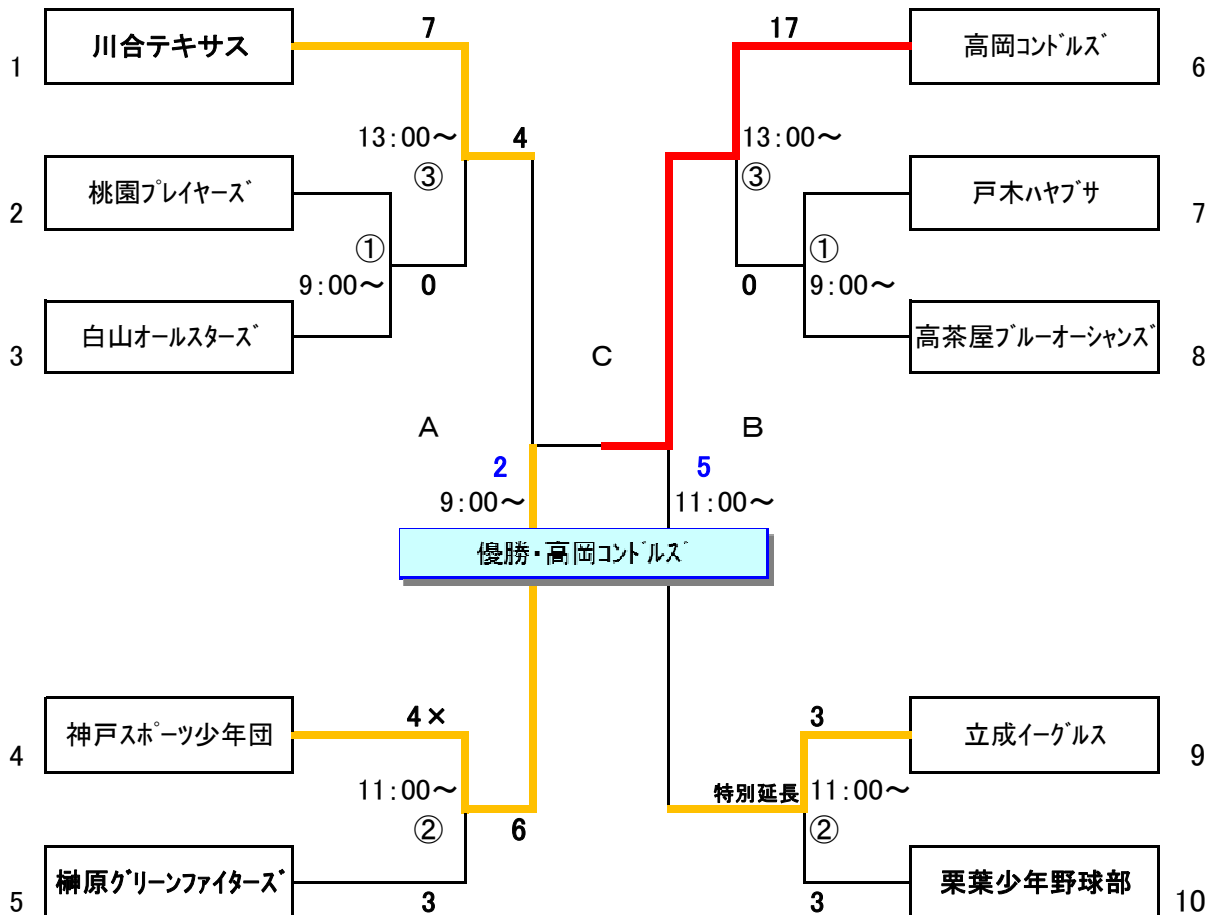 川合テキサス
7
17
高岡コンドルズ
1
6
13:00～
4
13:00～
③
③
桃園プレイヤーズ
戸木ハヤブサ
2
7
①
①
9:00～
0
0
9:00～
白山オールスターズ
高茶屋ブルーオーシャンズ
3
8
C
A
B
2
5
9:00～
11:00～
優勝・高岡コンドルズ
神戸スポーツ少年団
4×
3
立成イーグルス
4
9
11:00～
特別延長
11:00～
②
6
②
榊原グリーンファイターズ
栗葉少年野球部
5
3
3
10